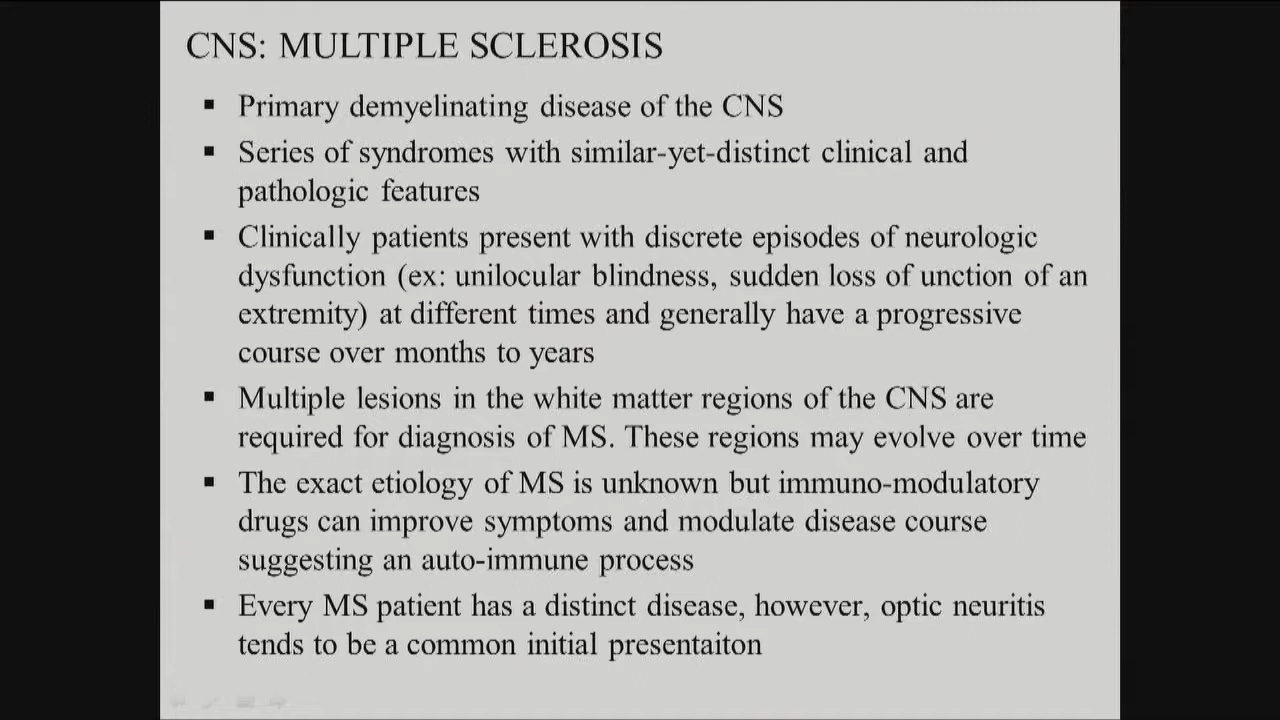 CNS: MULTIPLE SCLEROSIS
▪ Primary demyelinating disease of the CNS
▪ Series of syndromes with similar-yet-distinct clinical and
pathologic features
▪ Clinically patients present with discrete episodes of neurologic
dysfunction (ex: unilocular blindness, sudden loss of unction of an
extremity) at different times and generally have a progressive
course over months to years
▪ Multiple lesions in the white matter regions of the CNS are
required for diagnosis of MS. These regions may evolve over time
▪ The exact etiology of MS is unknown but immuno-modulatory
drugs can improve symptoms and modulate disease course
suggesting an auto-immune process
▪ Every MS patient has a distinct disease, however, optic neuritis
tends to be a common initial presentaiton